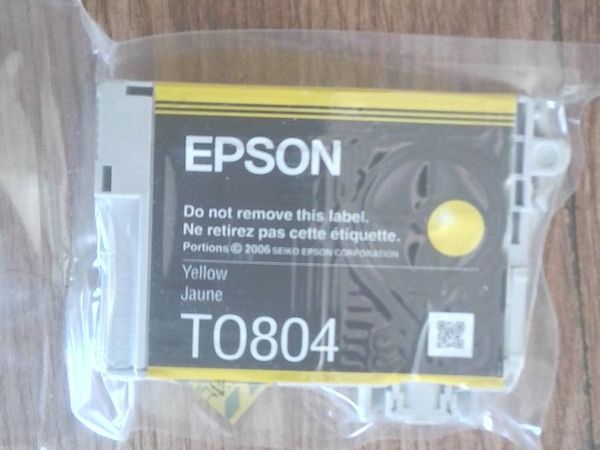 EPSON
Do not remove this label.
Ne retirez pas cette étiquette.
Portions © 2006 SEIKO EPSON CORPORATION
Yellow
Jaune
T0804